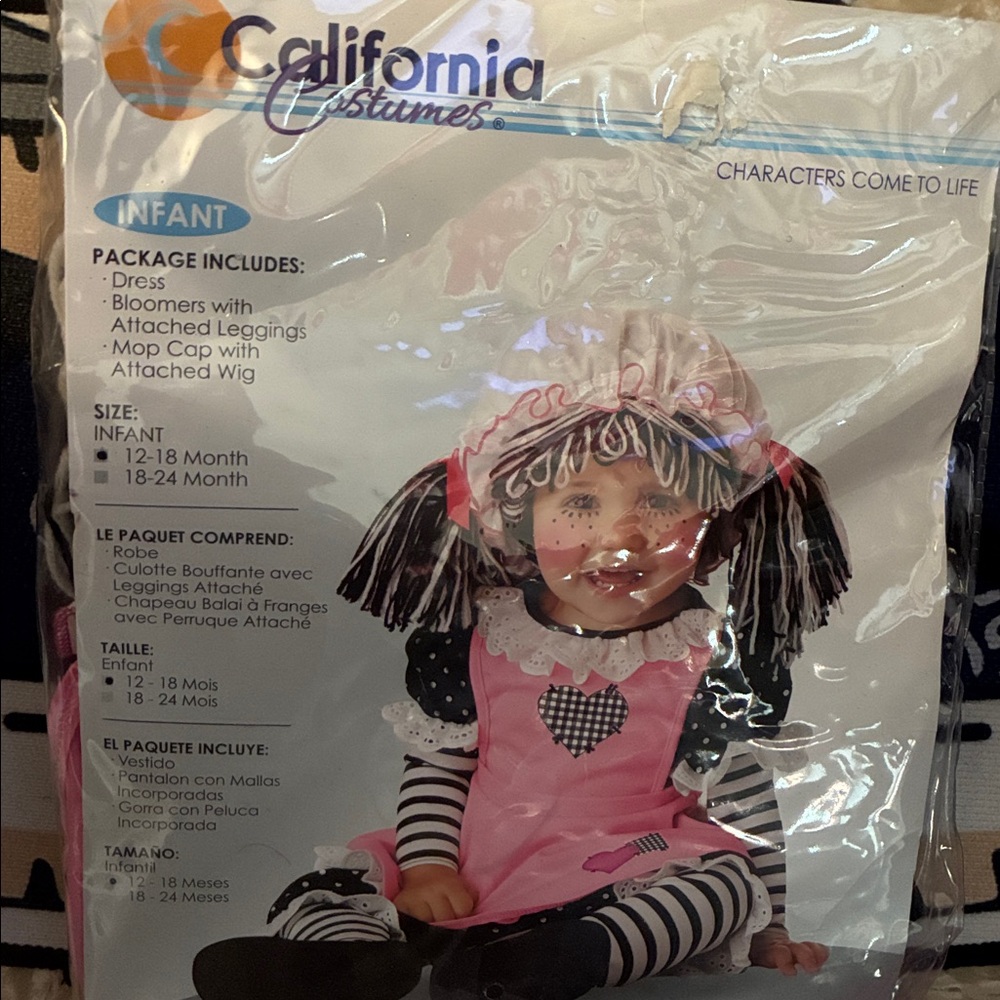 California
Costumes®
CHARACTERS COME TO LIFE
INFANT
PACKAGE INCLUDES:
· Dress
· Bloomers with
Attached Leggings
· Mop Cap with
Attached Wig
SIZE:
INFANT
12-18 Month
18-24 Month
LE PAQUET COMPREND:
· Robe
· Culotte Bouffante avec
Leggings Attaché
· Chapeau Balai à Franges
avec Perruque Attaché
TAILLE:
Enfant
12 - 18 Mois
18 - 24 Mois
EL PAQUETE INCLUYE:
· Vestido
· Pantalon con Mallas
Incorporadas
· Gorra con Peluca
Incorporada
TAMAÑO:
Infantil
12 - 18 Meses
18 - 24 Meses